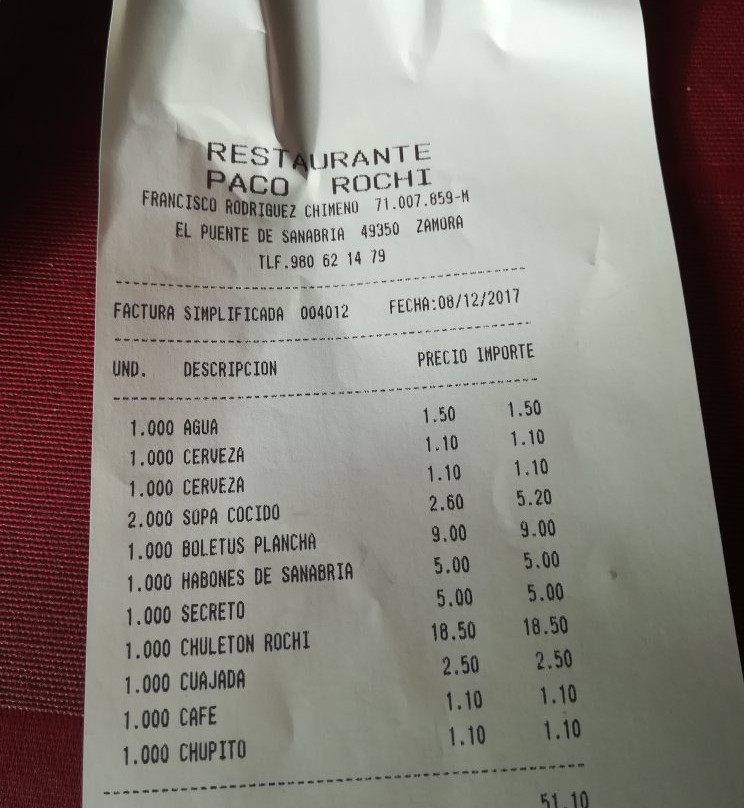 RESTAURANTE
PACO ROCHI
FRANCISCO RODRIGUEZ CHIMENO 71.007.859-M
EL PUENTE DE SANABRIA 49350 ZAMORA
TLF.980 62 14 79
FACTURA SIMPLIFICADA 004012 FECHA:08/12/2017
UND. DESCRIPCION PRECIO IMPORTE
1.000 AGUA 1.50 1.50
1.000 CERVEZA 1.10 1.10
1.000 CERVEZA 1.10 1.10
2.000 SOPA COCIDO 2.60 5.20
1.000 BOLETUS PLANCHA 9.00 9.00
1.000 HABONES DE SANABRIA 5.00 5.00
1.000 SECRETO 5.00 5.00
1.000 CHULETON ROCHI 18.50 18.50
1.000 CUAJADA 2.50 2.50
1.000 CAFE 1.10 1.10
1.000 CHUPITO 1.10 1.10
51.10